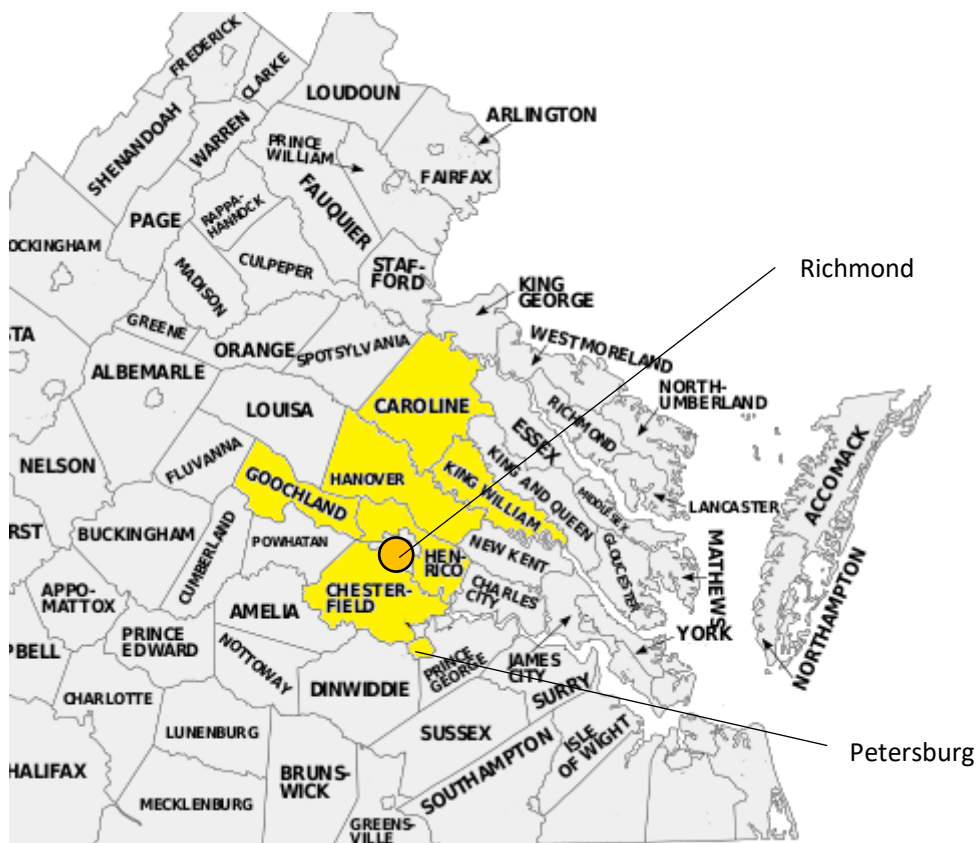 FREDERICK
CLARKE
LOUDOUN
ARLINGTON
SHENANDOAH
WARREN
PRINCE
WILLIAM
FAIRFAX
FAUQUIER
PAGE
RAPPA-
HANNOCK
OCKINGHAM
CULPEPER
MADISON
STAF-
FORD
Richmond
KING
GEORGE
GREENE
TA
ORANGE
SPOTSYLVANIA
WESTMORELAND
ALBEMARLE
NORTH-
UMBERLAND
CAROLINE
LOUISA
RICHMOND
ESSEX
ACCOMACK
FLUVANNA
NELSON
HANOVER
KING AND QUEEN
KING
WILLIAM
GOOCHLAND
MIDDLESEX
LANCASTER
RST
BUCKINGHAM
CUMBERLAND
POWHATAN
NEW KENT
GLOUCESTER
MATHEWS
HEN-
RICO
NORTHAMPTON
APPO-
MATTOX
CHESTER-
FIELD
CHARLES
CITY
AMELIA
YORK
PBELL
PRINCE
EDWARD
NOTTOWAY
PRINCE
GEORGE
JAMES
CITY
CHARLOTTE
DINWIDDIE
SURRY
LUNENBURG
SUSSEX
ISLE
OF WIGHT
Petersburg
HALIFAX
BRUNS-
WICK
SOUTHAMPTON
MECKLENBURG
GREENS-
VILLE